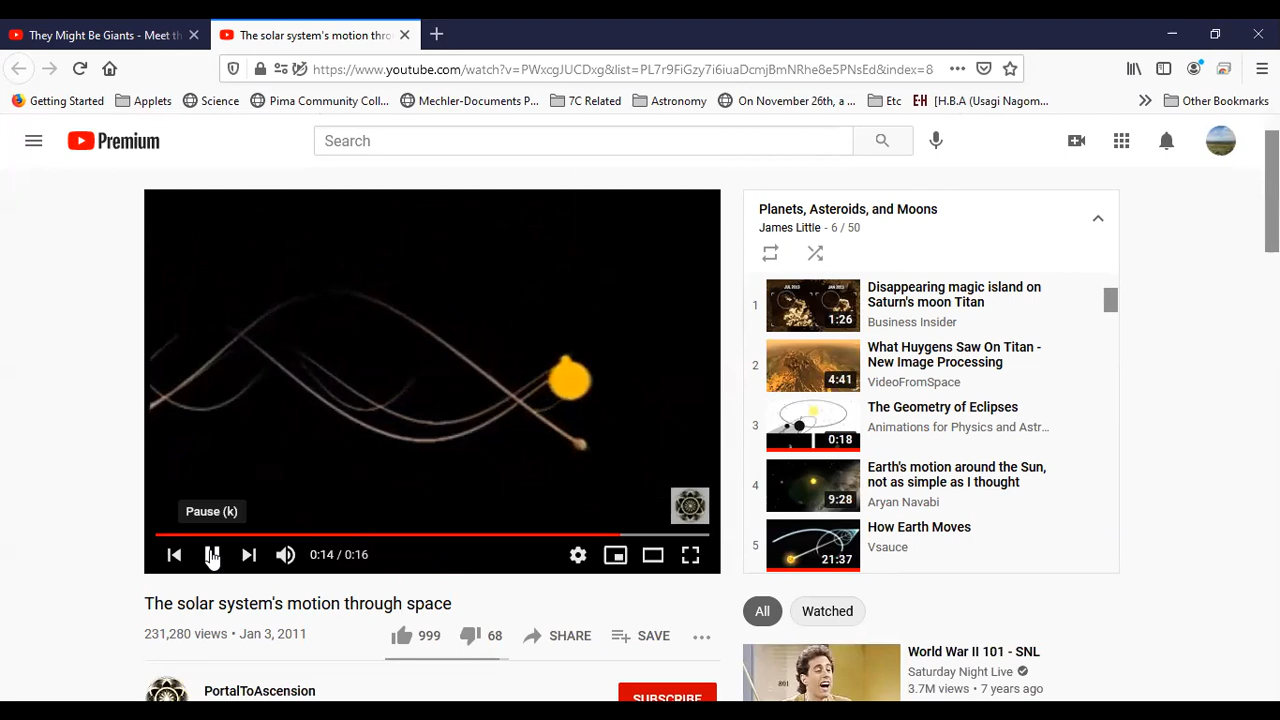 They Might Be Giants - Meet th
The solar system's motion throu
https://www.youtube.com/watch?v=PWxcgJUCDxg&list=PL7r9FiGzy7i6iuaDcmjBmNRhe8e5PNsEd&index=8
Getting Started
Applets
Science
Pima Community Coll...
Mechler-Documents P...
7C Related
Astronomy
On November 26th, a ...
Etc
[H.B.A (Usagi Nagom...
Other Bookmarks
Premium
Search
Planets, Asteroids, and Moons
James Little - 6 / 50
1
Disappearing magic island on
Saturn's moon Titan
Business Insider
1:26
2
What Huygens Saw On Titan -
New Image Processing
VideoFromSpace
4:41
3
The Geometry of Eclipses
Animations for Physics and Astr...
0:18
4
Earth's motion around the Sun,
not as simple as I thought
Aryan Navabi
9:28
5
How Earth Moves
Vsauce
21:37
Pause (k)
0:14 / 0:16
The solar system's motion through space
231,280 views • Jan 3, 2011
999
68
SHARE
SAVE
All
Watched
PortalToAscension
SUBSCRIBE
World War II 101 - SNL
Saturday Night Live
3.7M views • 7 years ago